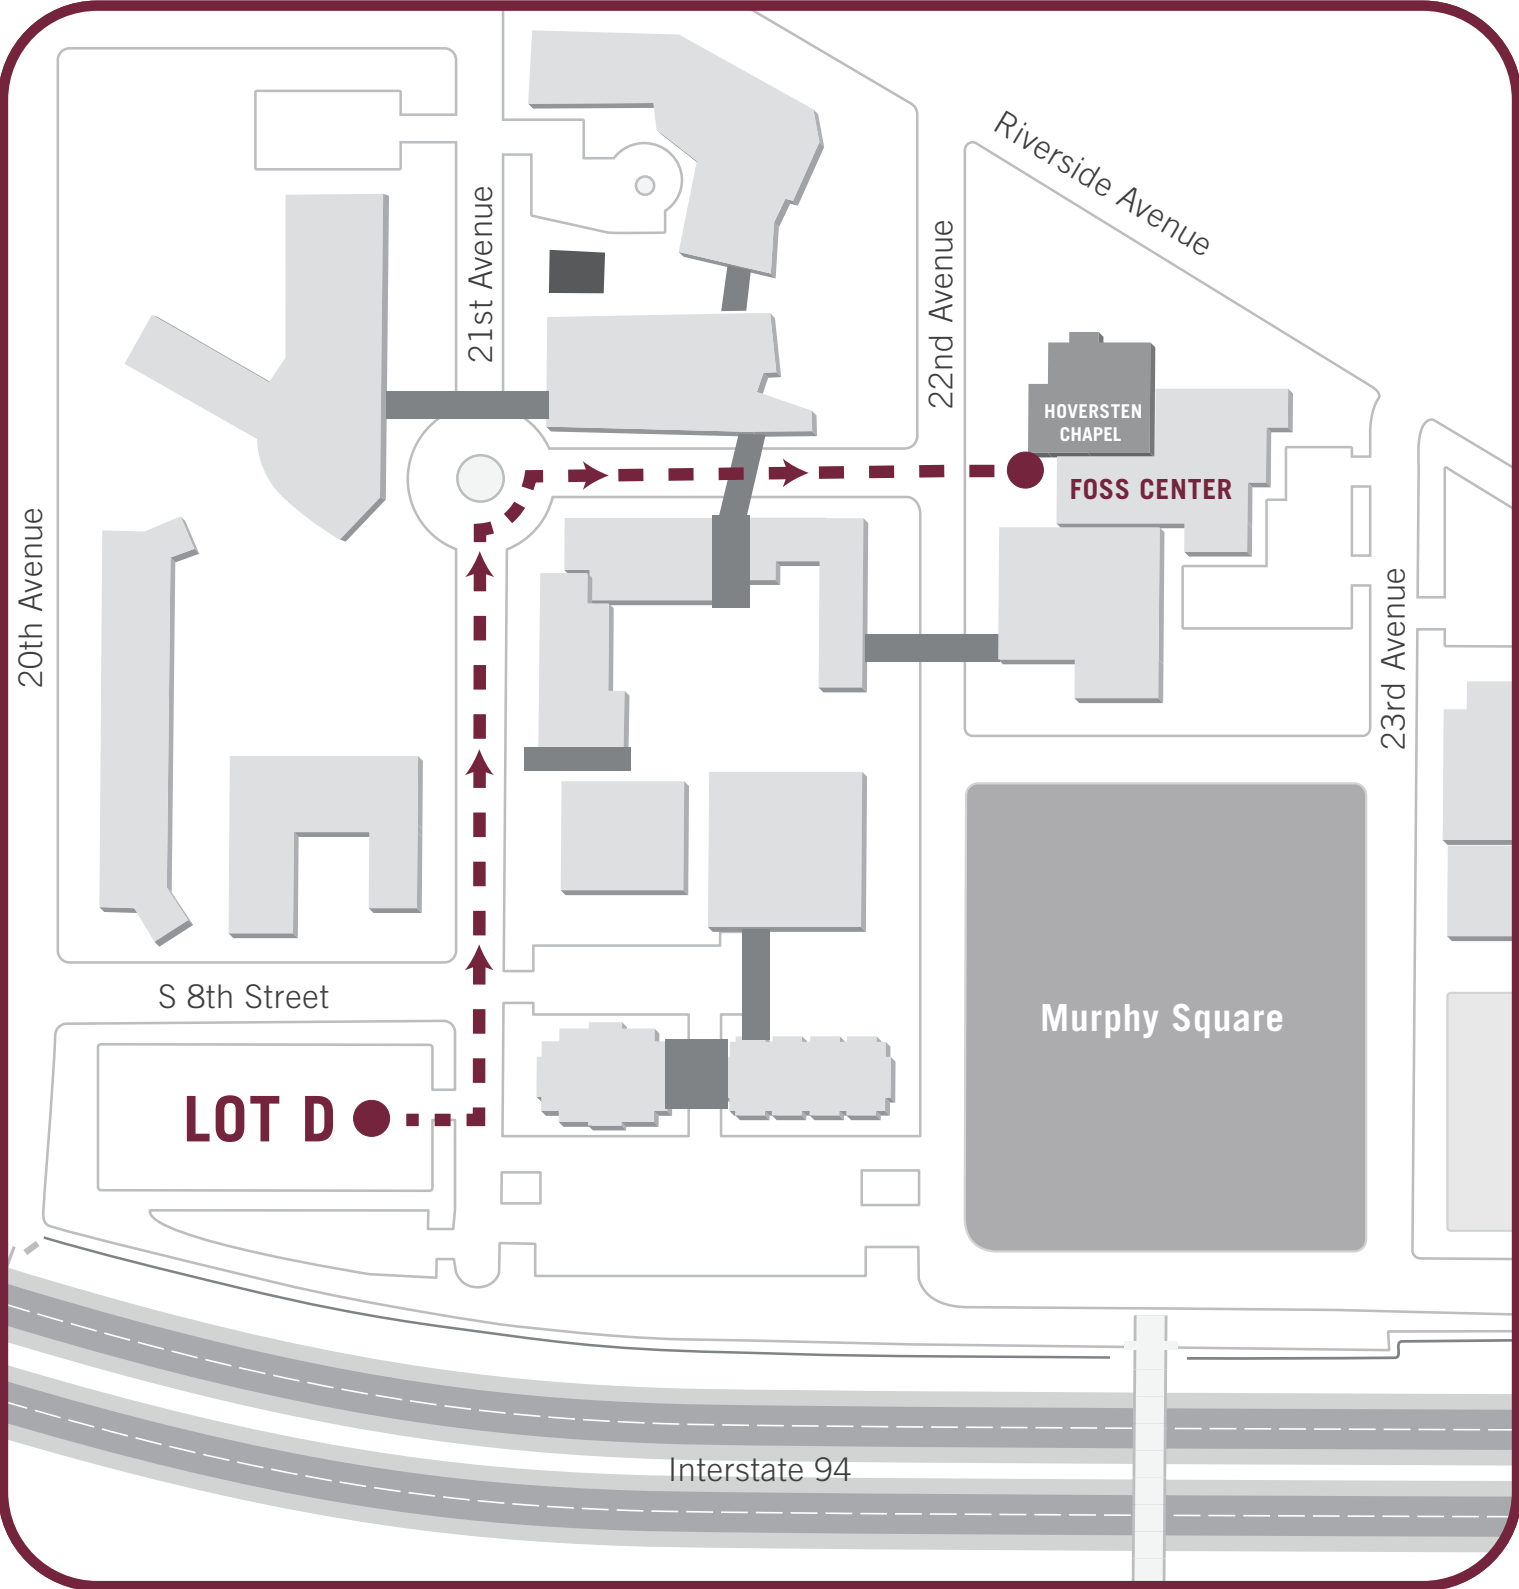 Riverside Avenue
21st Avenue
22nd Avenue
HOVERSTEN
CHAPEL
FOSS CENTER
20th Avenue
23rd Avenue
S 8th Street
Murphy Square
LOT D
Interstate 94